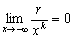 lim_{x→-∞} r/x^k = 0